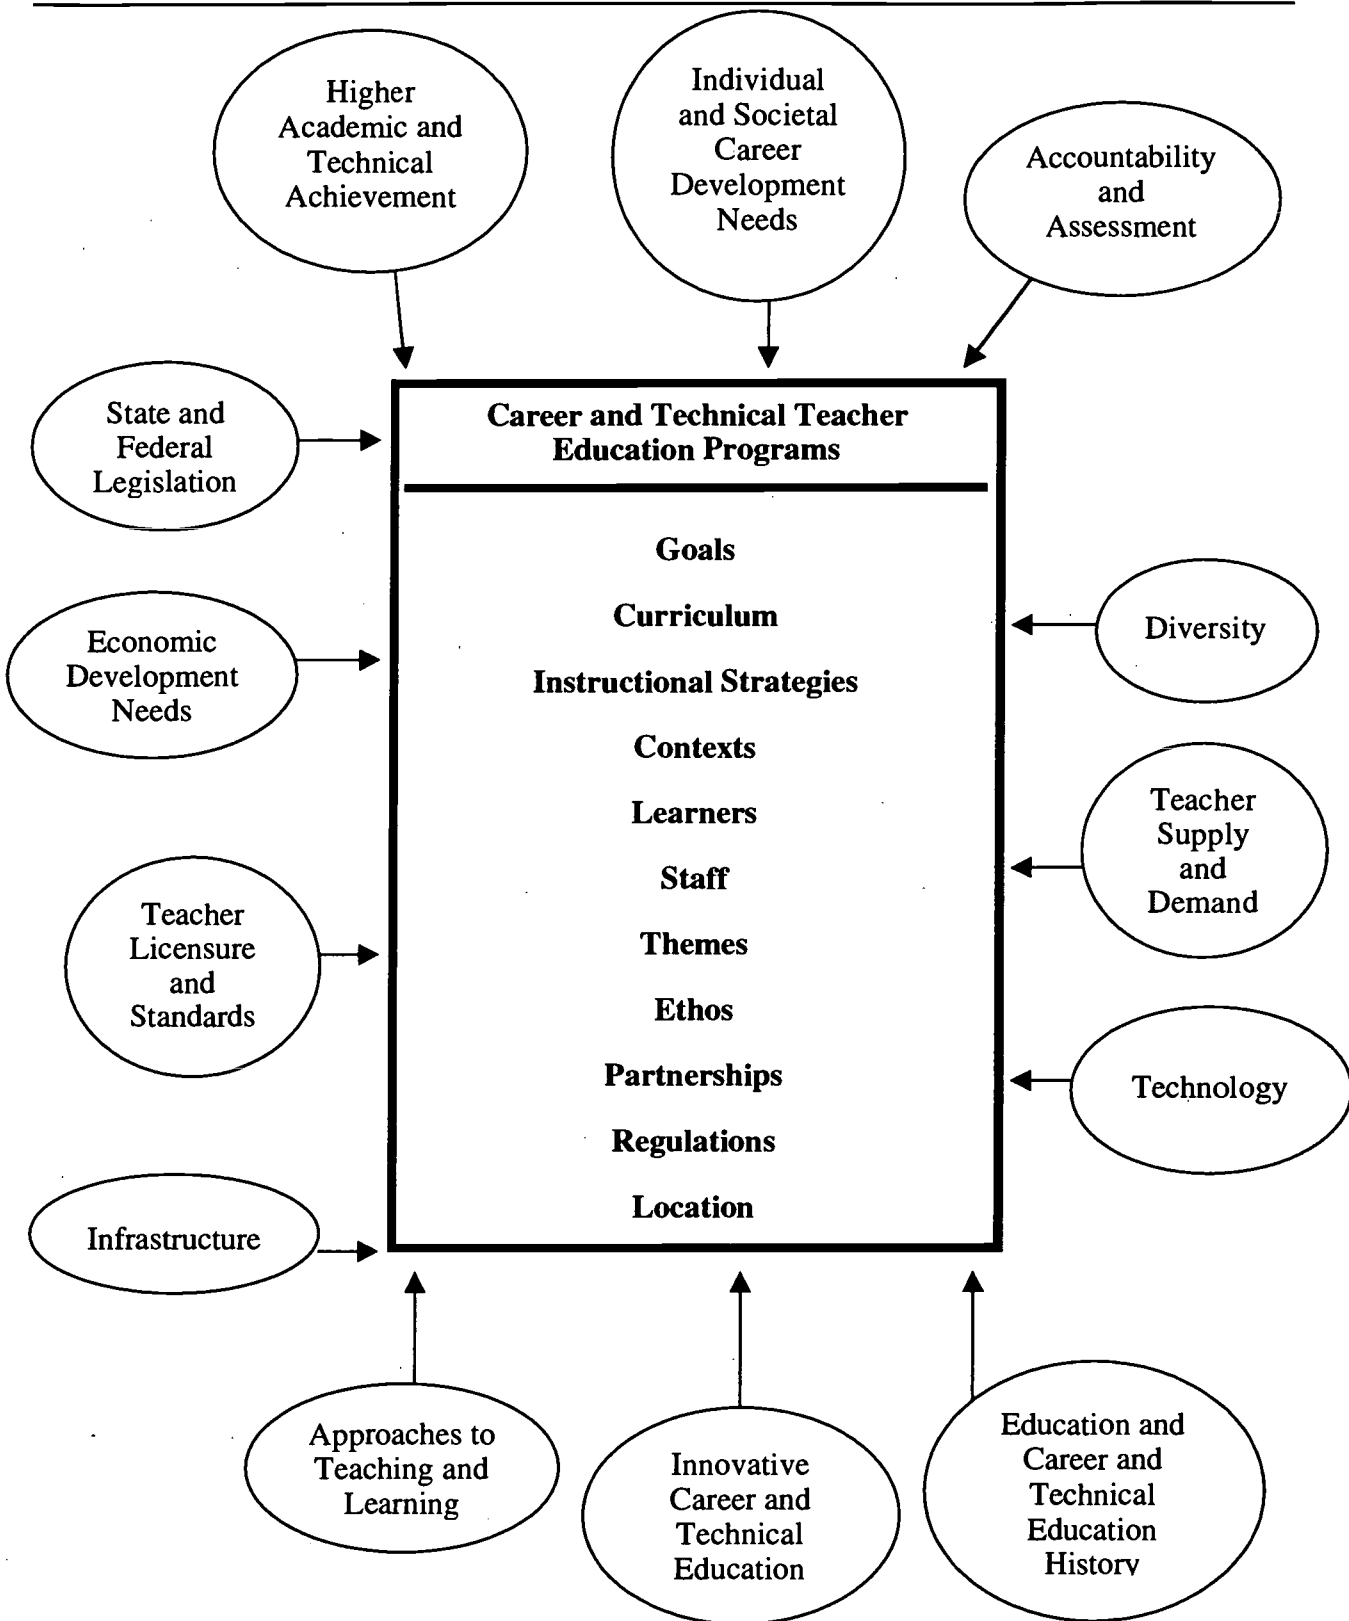 Higher
Academic and
Technical
Achievement
Individual
and Societal
Career
Development
Needs
Accountability
and
Assessment
State and
Federal
Legislation
Economic
Development
Needs
Teacher
Licensure
and
Standards
Infrastructure
Career and Technical Teacher
Education Programs
Goals
Curriculum
Instructional Strategies
Contexts
Learners
Staff
Themes
Ethos
Partnerships
Regulations
Location
Diversity
Teacher
Supply
and
Demand
Technology
Approaches to
Teaching and
Learning
Innovative
Career and
Technical
Education
Education and
Career and
Technical
Education
History